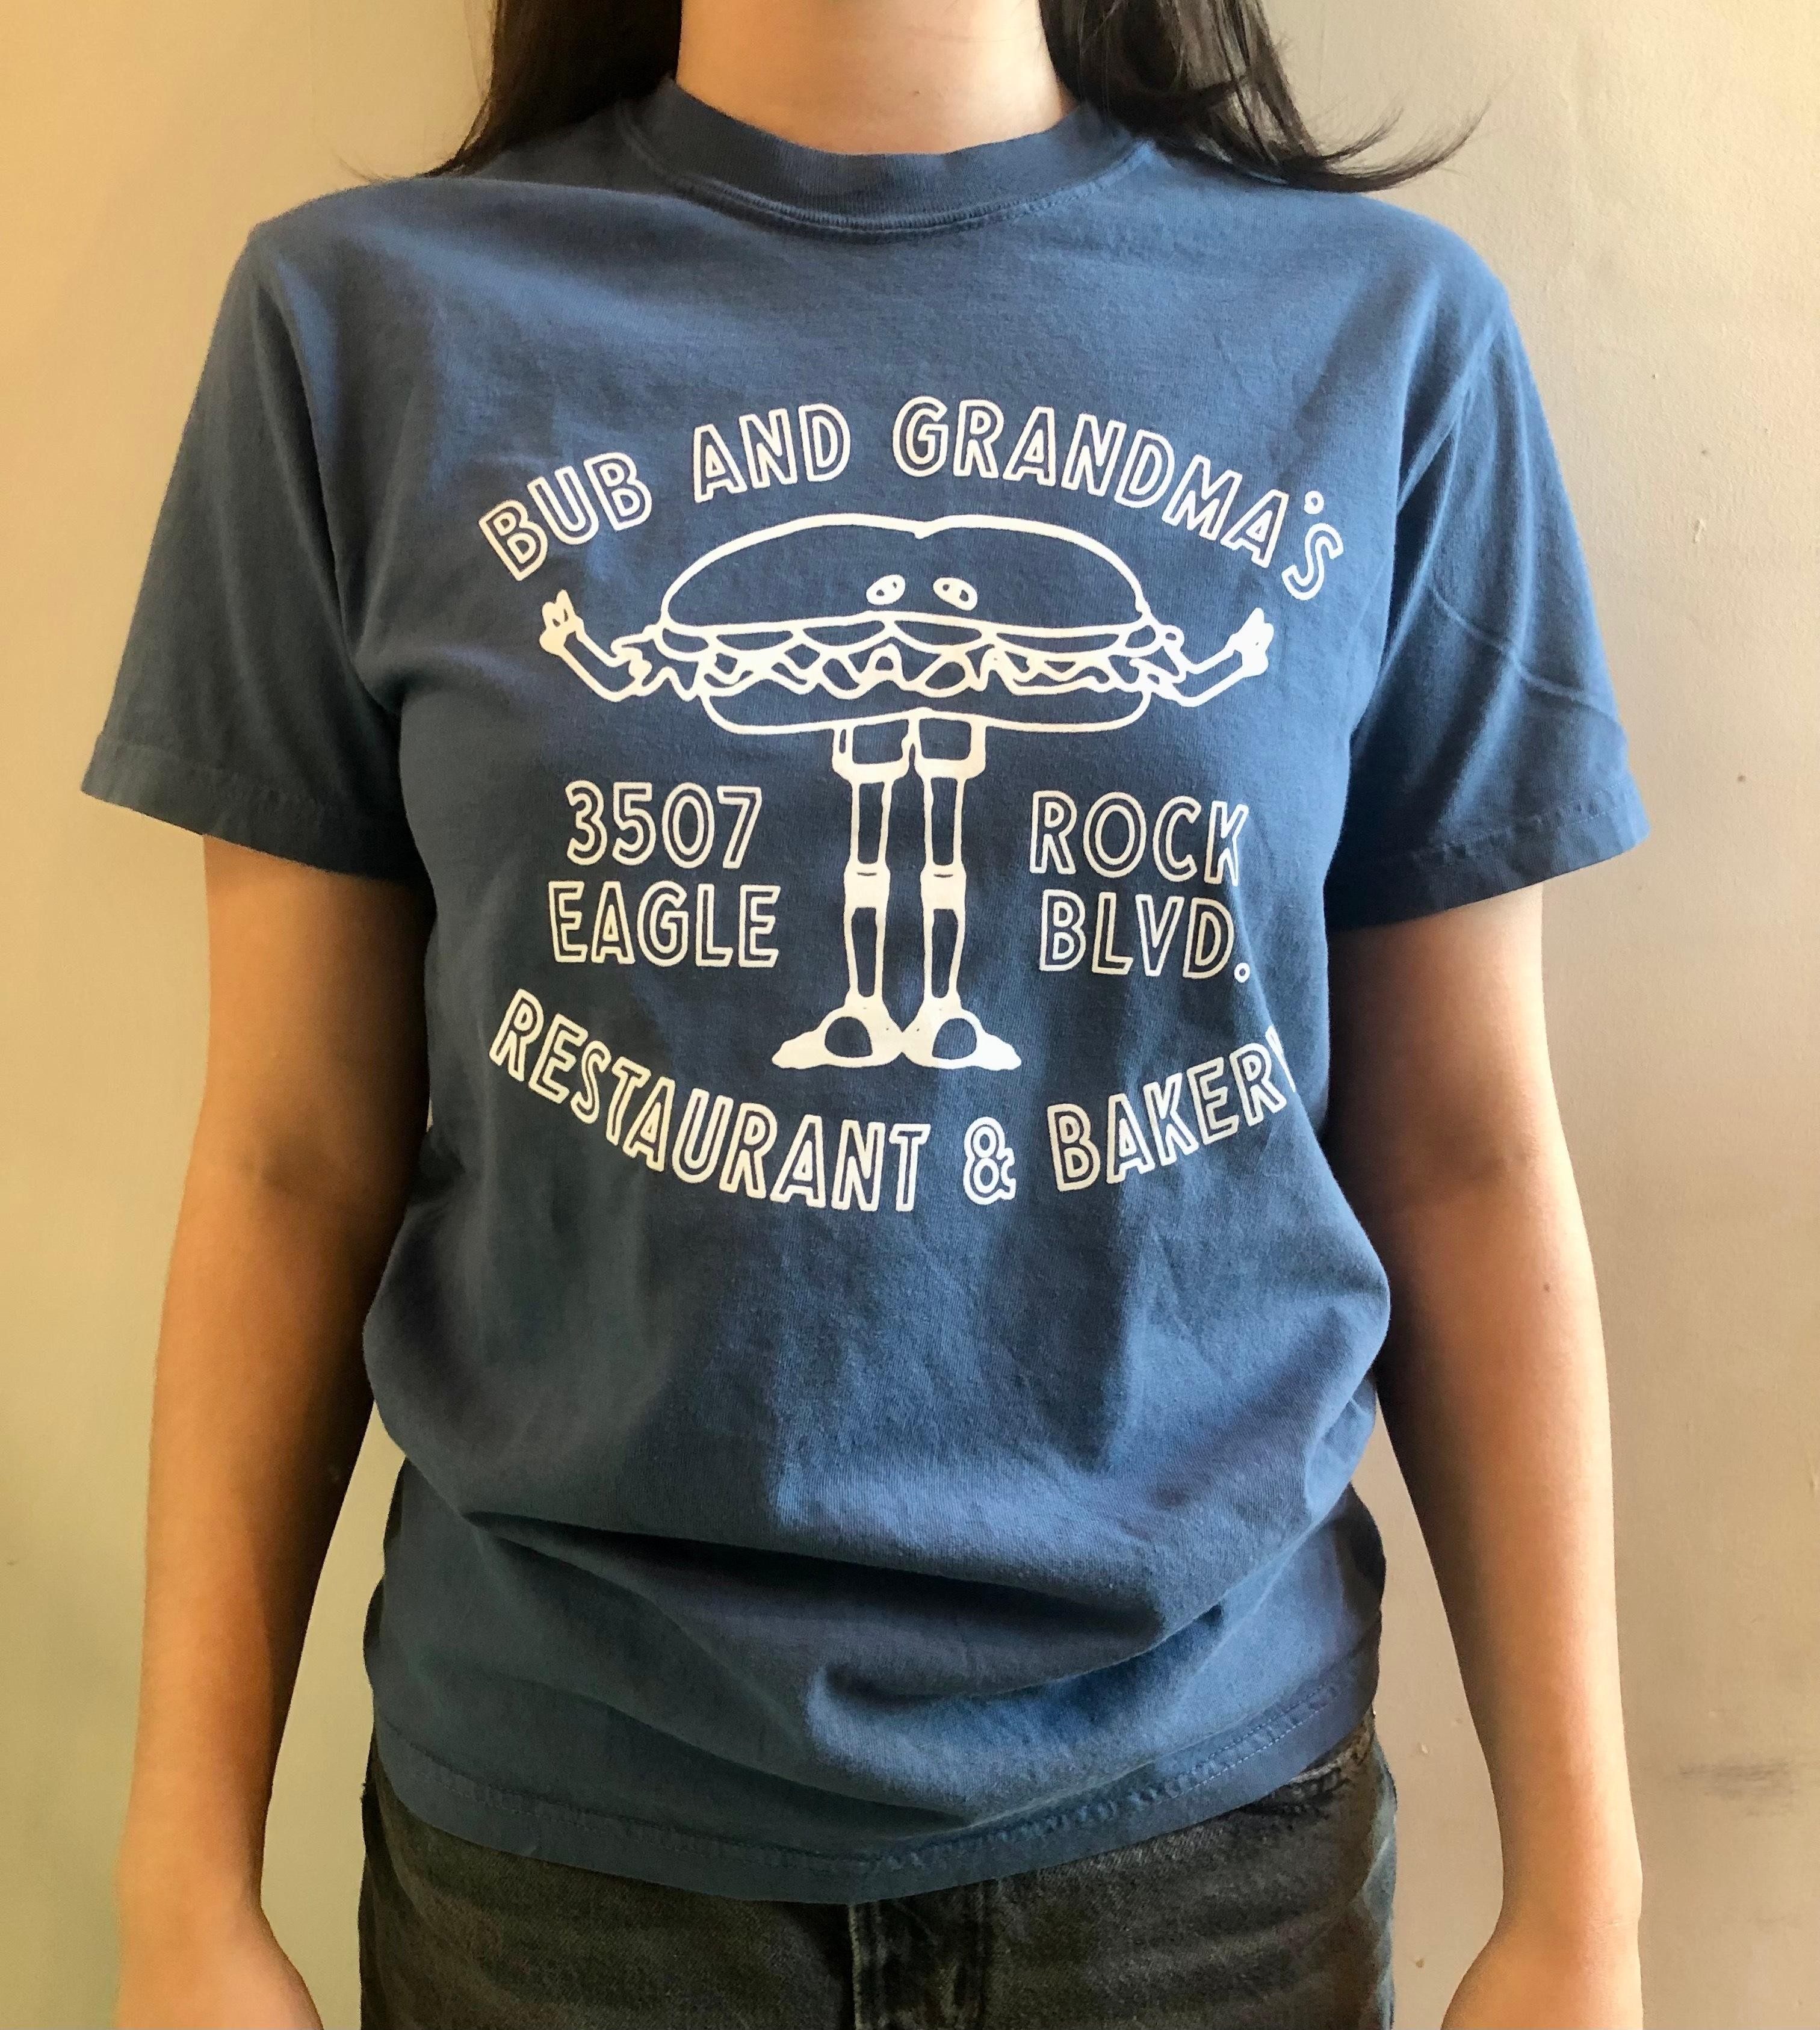 BUB AND GRANDMA'S
3507 EAGLE
ROCK BLVD.
RESTAURANT & BAKERY